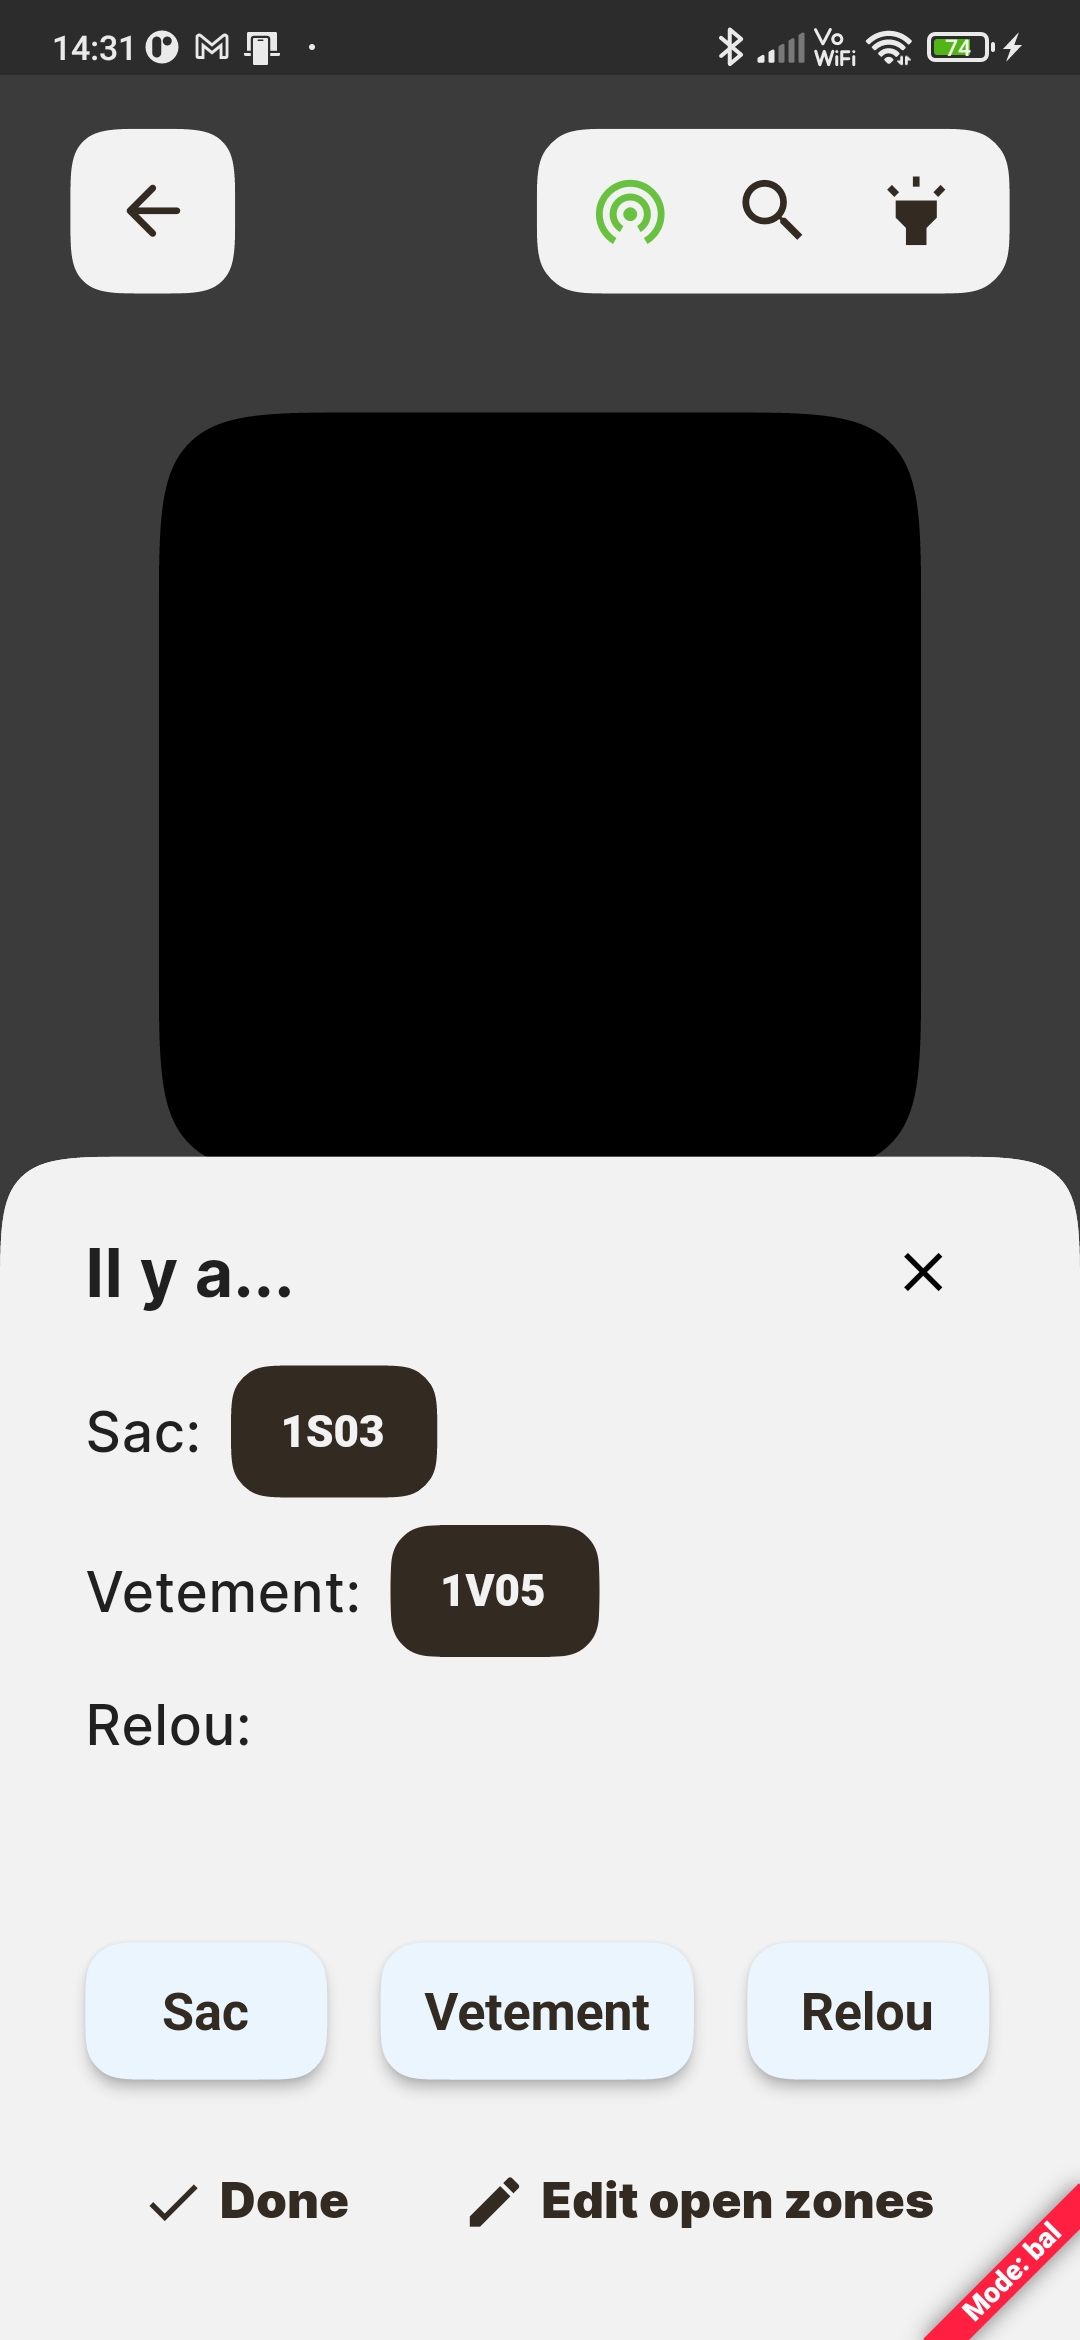 14:31
Vo
WiFi
74
Il y a...
Sac: 1S03
Vetement: 1V05
Relou:
Sac Vetement Relou
Done Edit open zones
Mode: bal